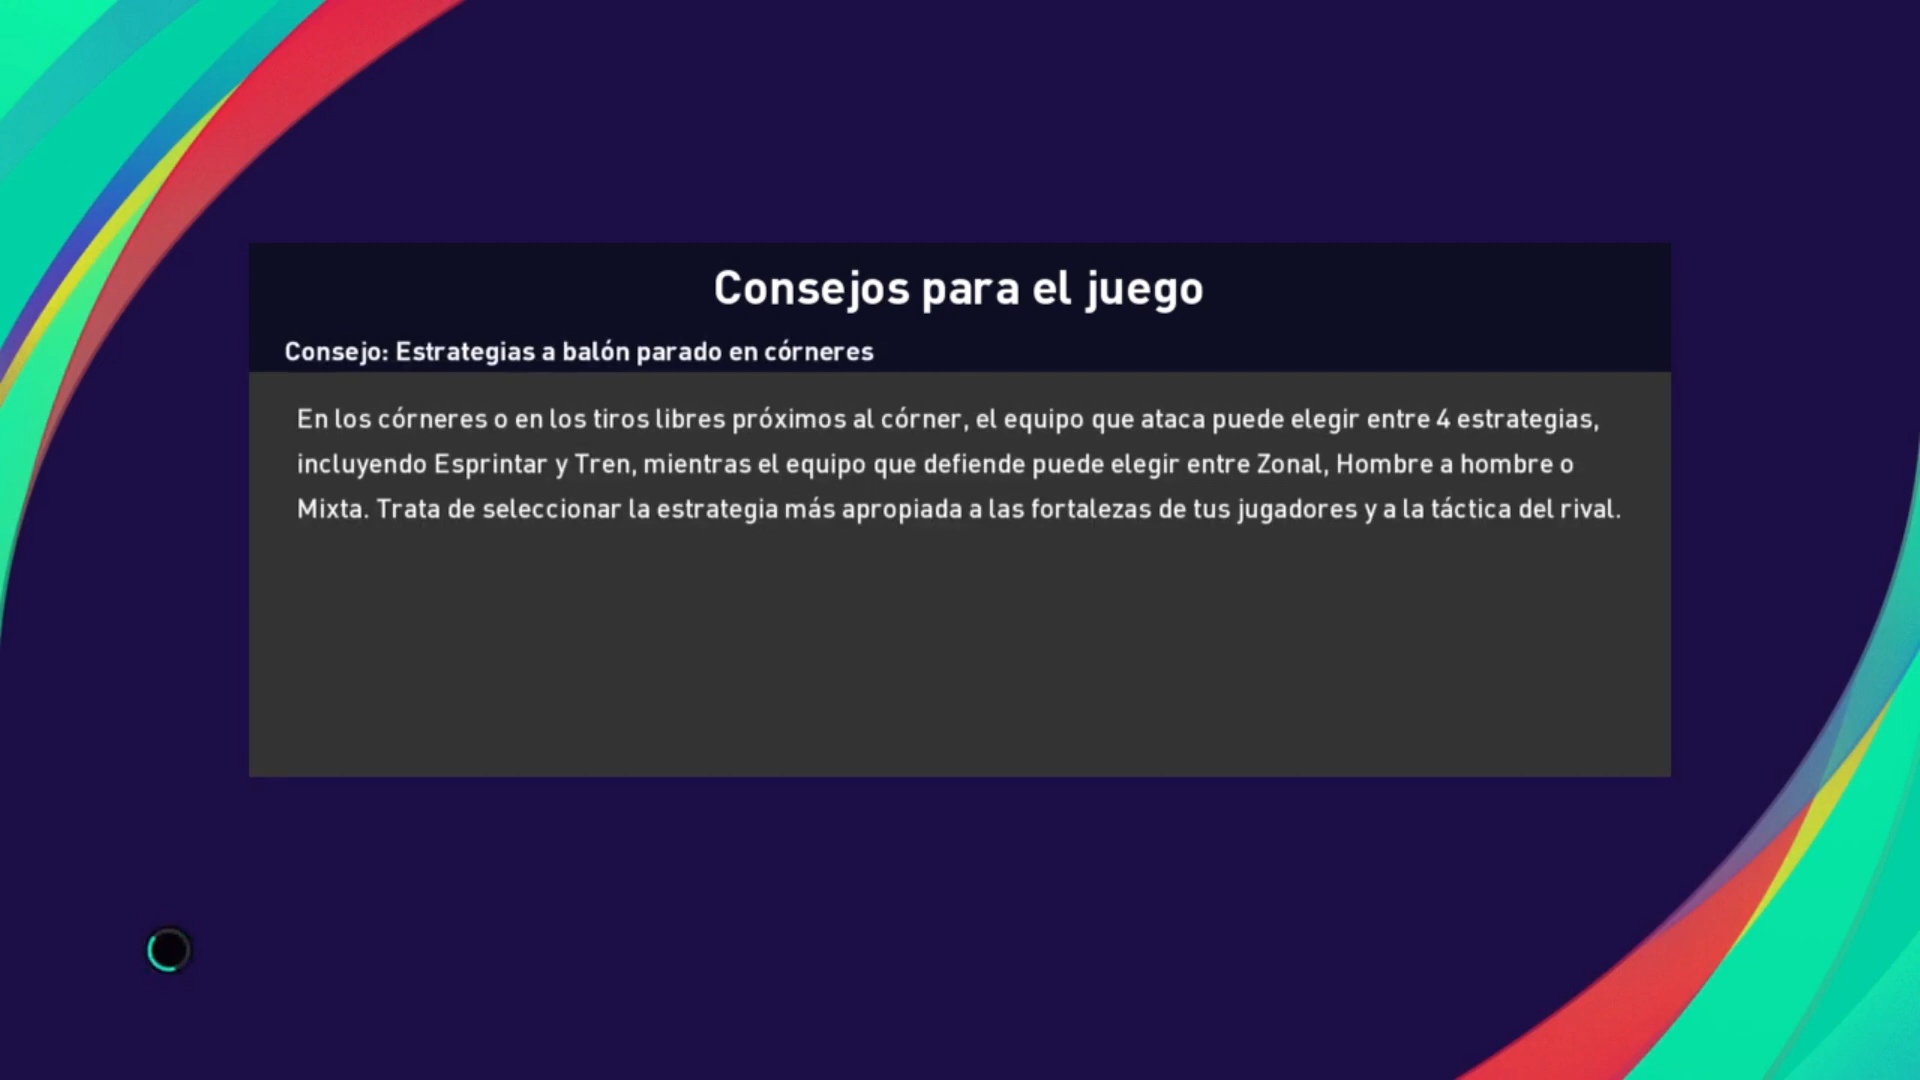 Consejos para el juego
Consejo: Estrategias a balón parado en córneres
En los córneres o en los tiros libres próximos al córner, el equipo que ataca puede elegir entre 4 estrategias,
incluyendo Esprintar y Tren, mientras el equipo que defiende puede elegir entre Zonal, Hombre a hombre o
Mixta. Trata de seleccionar la estrategia más apropiada a las fortalezas de tus jugadores y a la táctica del rival.